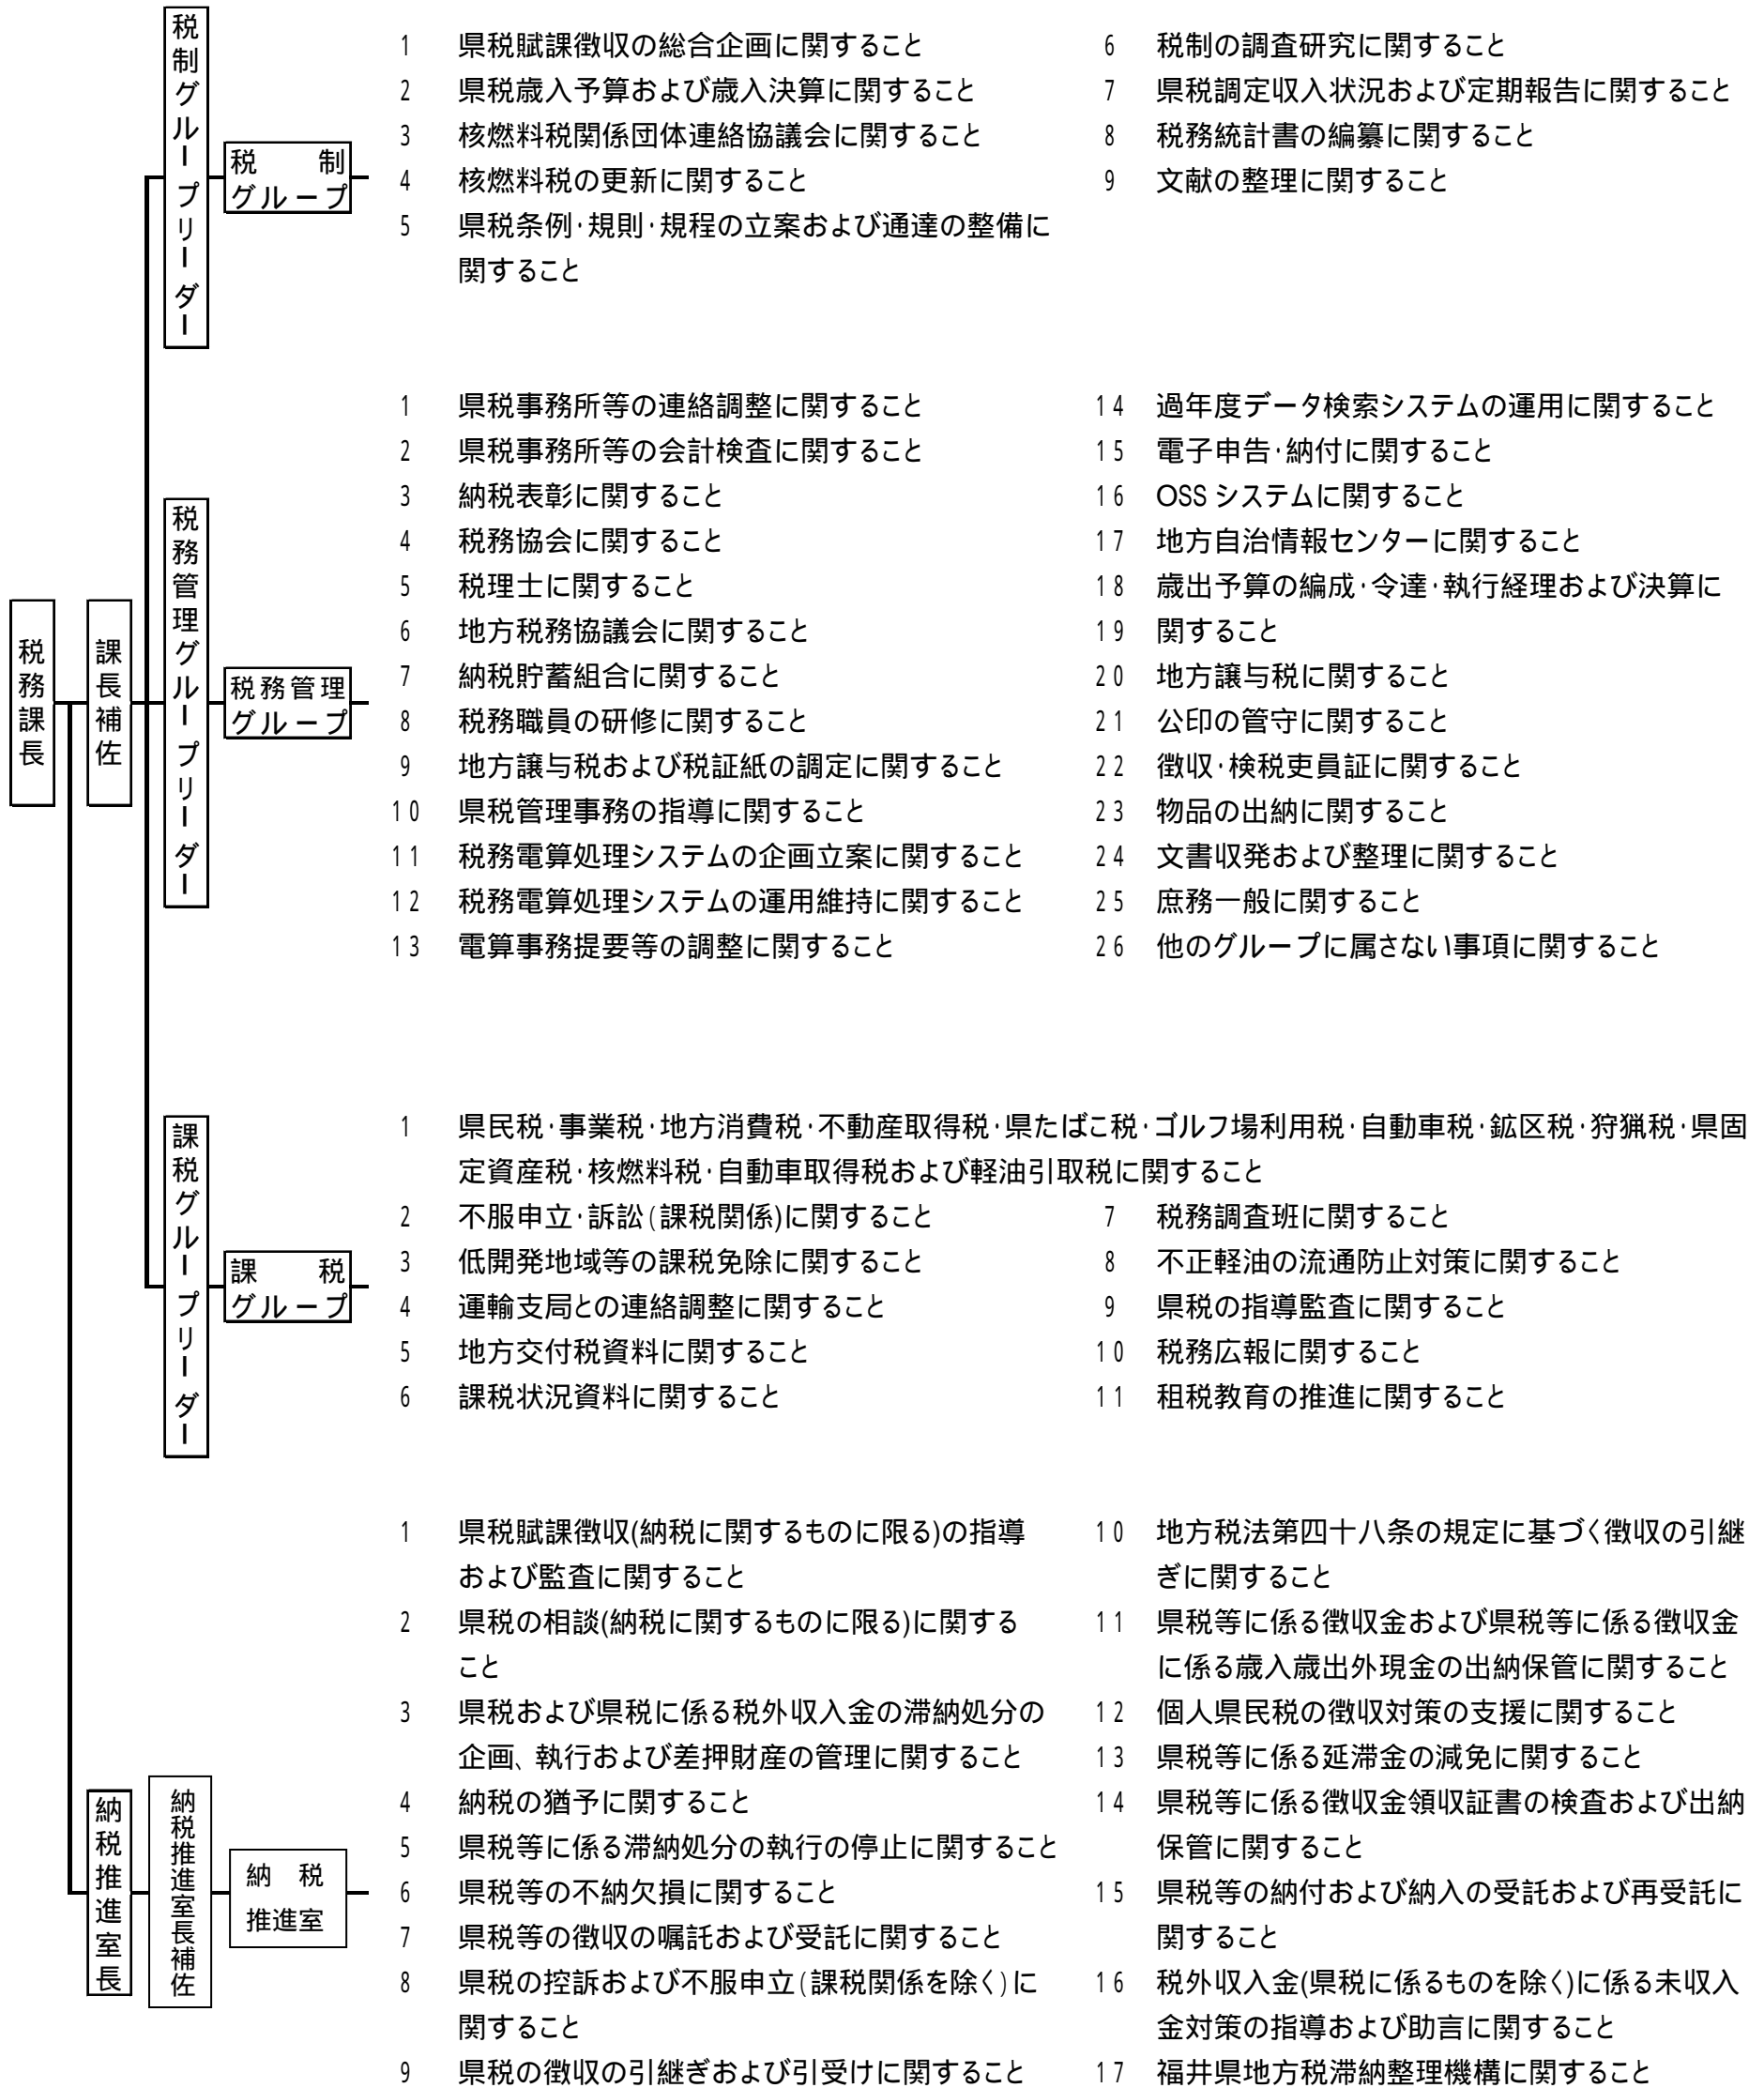 税務課長
課長補佐
税制グループリーダー
税　　制
グループ
1 県税賦課徴収の総合企画に関すること
2 県税歳入予算および歳入決算に関すること
3 核燃料税関係団体連絡協議会に関すること
4 核燃料税の更新に関すること
5 県税条例・規則・規程の立案および通達の整備に
関すること
6 税制の調査研究に関すること
7 県税調定収入状況および定期報告に関すること
8 税務統計書の編纂に関すること
9 文献の整理に関すること
税務管理グループリーダー
税務管理
グループ
1 県税事務所等の連絡調整に関すること
2 県税事務所等の会計検査に関すること
3 納税表彰に関すること
4 税務協会に関すること
5 税理士に関すること
6 地方税務協議会に関すること
7 納税貯蓄組合に関すること
8 税務職員の研修に関すること
9 地方譲与税および税証紙の調定に関すること
10 県税管理事務の指導に関すること
11 税務電算処理システムの企画立案に関すること
12 税務電算処理システムの運用維持に関すること
13 電算事務提要等の調整に関すること
14 過年度データ検索システムの運用に関すること
15 電子申告・納付に関すること
16 OSSシステムに関すること
17 地方自治情報センターに関すること
18 歳出予算の編成・令達・執行経理および決算に
19 関すること
20 地方譲与税に関すること
21 公印の管守に関すること
22 徴収・検税吏員証に関すること
23 物品の出納に関すること
24 文書収発および整理に関すること
25 庶務一般に関すること
26 他のグループに属さない事項に関すること
課税グループリーダー
課　　税
グループ
1 県民税・事業税・地方消費税・不動産取得税・県たばこ税・ゴルフ場利用税・自動車税・鉱区税・狩猟税・県固
定資産税・核燃料税・自動車取得税および軽油引取税に関すること
2 不服申立・訴訟(課税関係)に関すること
3 低開発地域等の課税免除に関すること
4 運輸支局との連絡調整に関すること
5 地方交付税資料に関すること
6 課税状況資料に関すること
7 税務調査班に関すること
8 不正軽油の流通防止対策に関すること
9 県税の指導監査に関すること
10 税務広報に関すること
11 租税教育の推進に関すること
納税推進室長
納税推進室長補佐
納　税
推進室
1 県税賦課徴収(納税に関するものに限る)の指導
および監査に関すること
2 県税の相談(納税に関するものに限る)に関する
こと
3 県税および県税に係る税外収入金の滞納処分の
企画、執行および差押財産の管理に関すること
4 納税の猶予に関すること
5 県税等に係る滞納処分の執行の停止に関すること
6 県税等の不納欠損に関すること
7 県税等の徴収の嘱託および受託に関すること
8 県税の控訴および不服申立(課税関係を除く)に
関すること
9 県税の徴収の引継ぎおよび引受けに関すること
10 地方税法第四十八条の規定に基づく徴収の引継
ぎに関すること
11 県税等に係る徴収金および県税等に係る徴収金
に係る歳入歳出外現金の出納保管に関すること
12 個人県民税の徴収対策の支援に関すること
13 県税等に係る延滞金の減免に関すること
14 県税等に係る徴収金領収証書の検査および出納
保管に関すること
15 県税等の納付および納入の受託および再受託に
関すること
16 税外収入金(県税に係るものを除く)に係る未収入
金対策の指導および助言に関すること
17 福井県地方税滞納整理機構に関すること